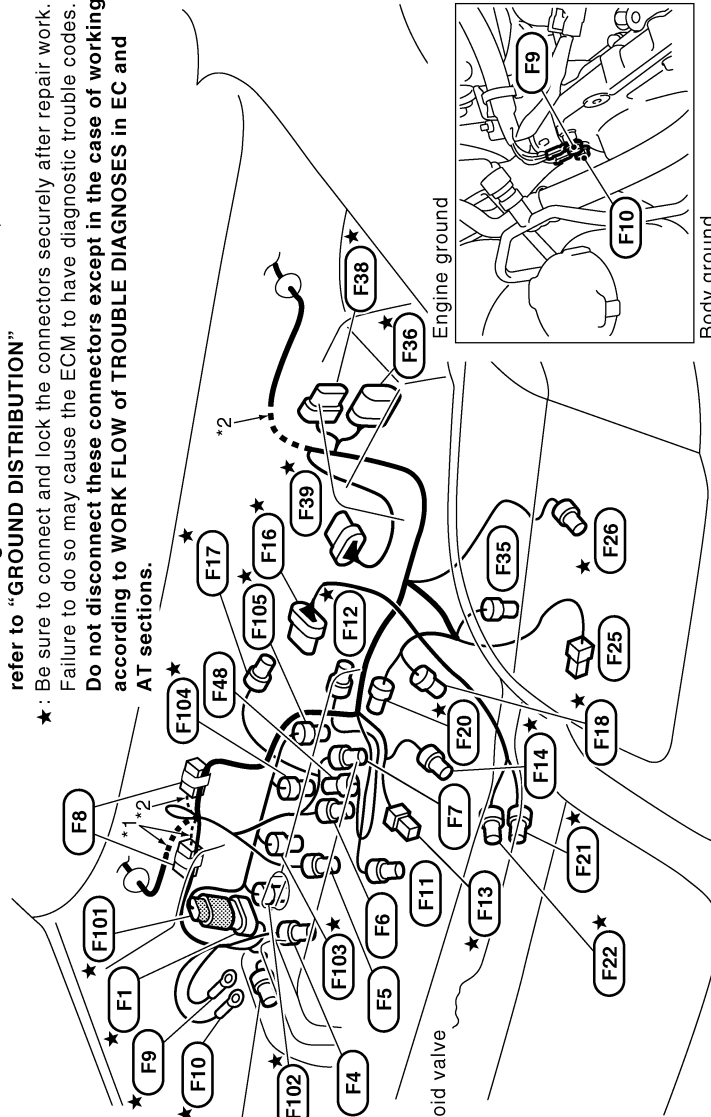 refer to “GROUND DISTRIBUTION”
★: Be sure to connect and lock the connectors securely after repair work.
Failure to do so may cause the ECM to have diagnostic trouble codes.
Do not disconnect these connectors except in the case of working
according to WORK FLOW of TROUBLE DIAGNOSES in EC and
AT sections.
F8
*1
*2
F101
★
F1
★
F9
★
F10
★
F102
★
F4
F103
★
F5
F6
F11
F104
★
F48
F105
★
F17
★
F16
★
F12
★
F39
★
*2
F38
★
F36
★
F7
F13
★
F14
★
F20
★
F18
★
F21
★
F22
★
F35
F25
F26
★
oid valve
Engine ground
F9
F10
Body ground